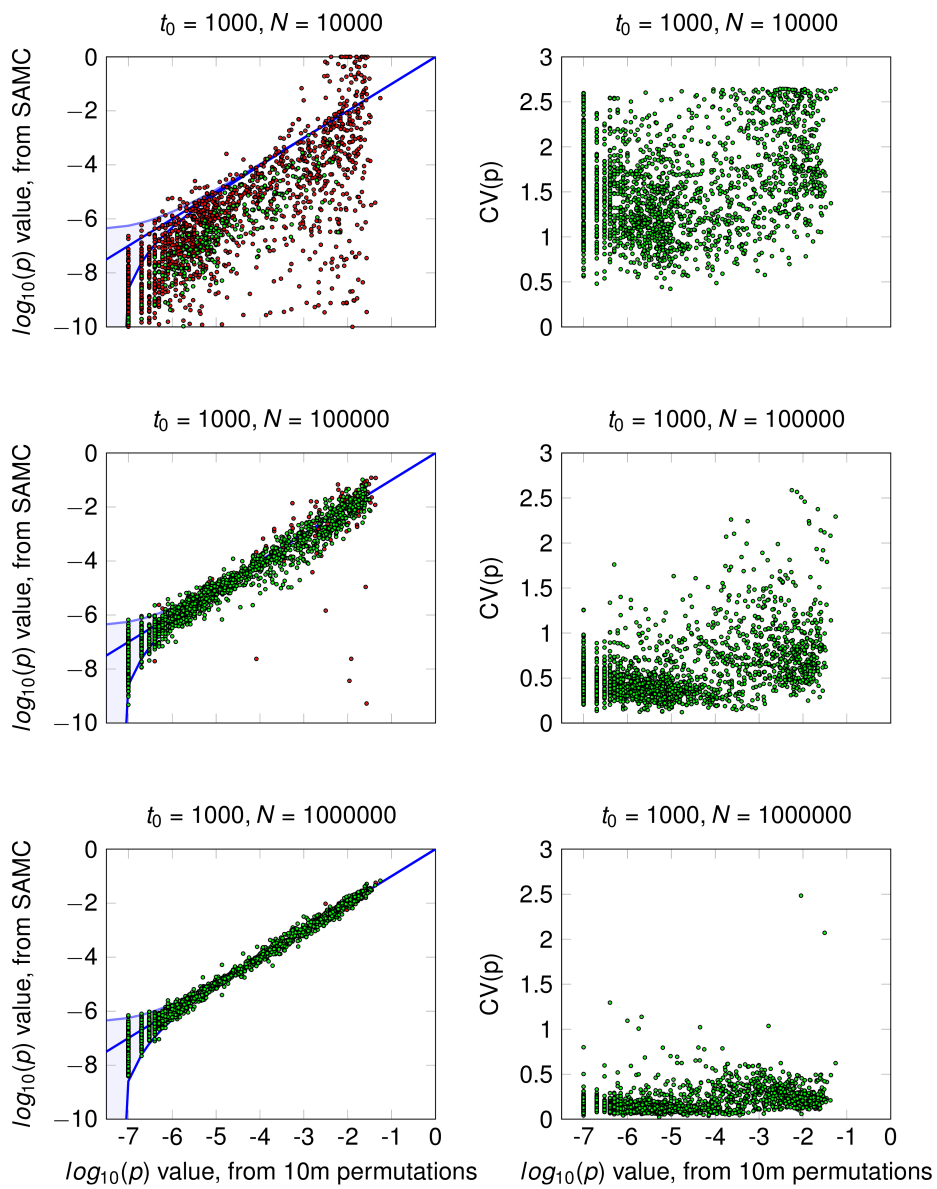 t₀ = 1000, N = 10000
t₀ = 1000, N = 10000
log₁₀(p) value, from SAMC
0
−2
−4
−6
−8
−10
CV(p)
3
2.5
2
1.5
1
0.5
0
t₀ = 1000, N = 100000
t₀ = 1000, N = 100000
log₁₀(p) value, from SAMC
0
−2
−4
−6
−8
−10
CV(p)
3
2.5
2
1.5
1
0.5
0
t₀ = 1000, N = 1000000
t₀ = 1000, N = 1000000
log₁₀(p) value, from SAMC
0
−2
−4
−6
−8
−10
-7 -6 -5 -4 -3 -2 -1 0
log₁₀(p) value, from 10m permutations
CV(p)
3
2.5
2
1.5
1
0.5
0
-7 -6 -5 -4 -3 -2 -1 0
log₁₀(p) value, from 10m permutations